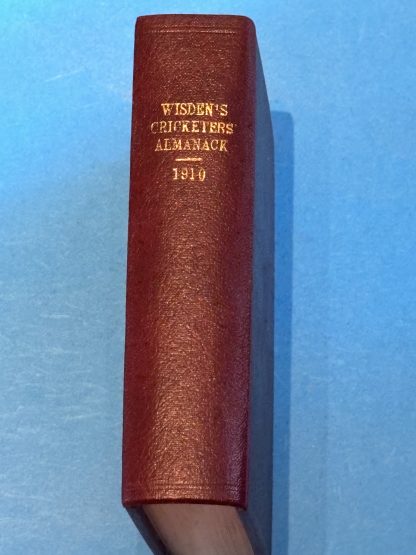 WISDEN'S
CRICKETERS'
ALMANACK
1910